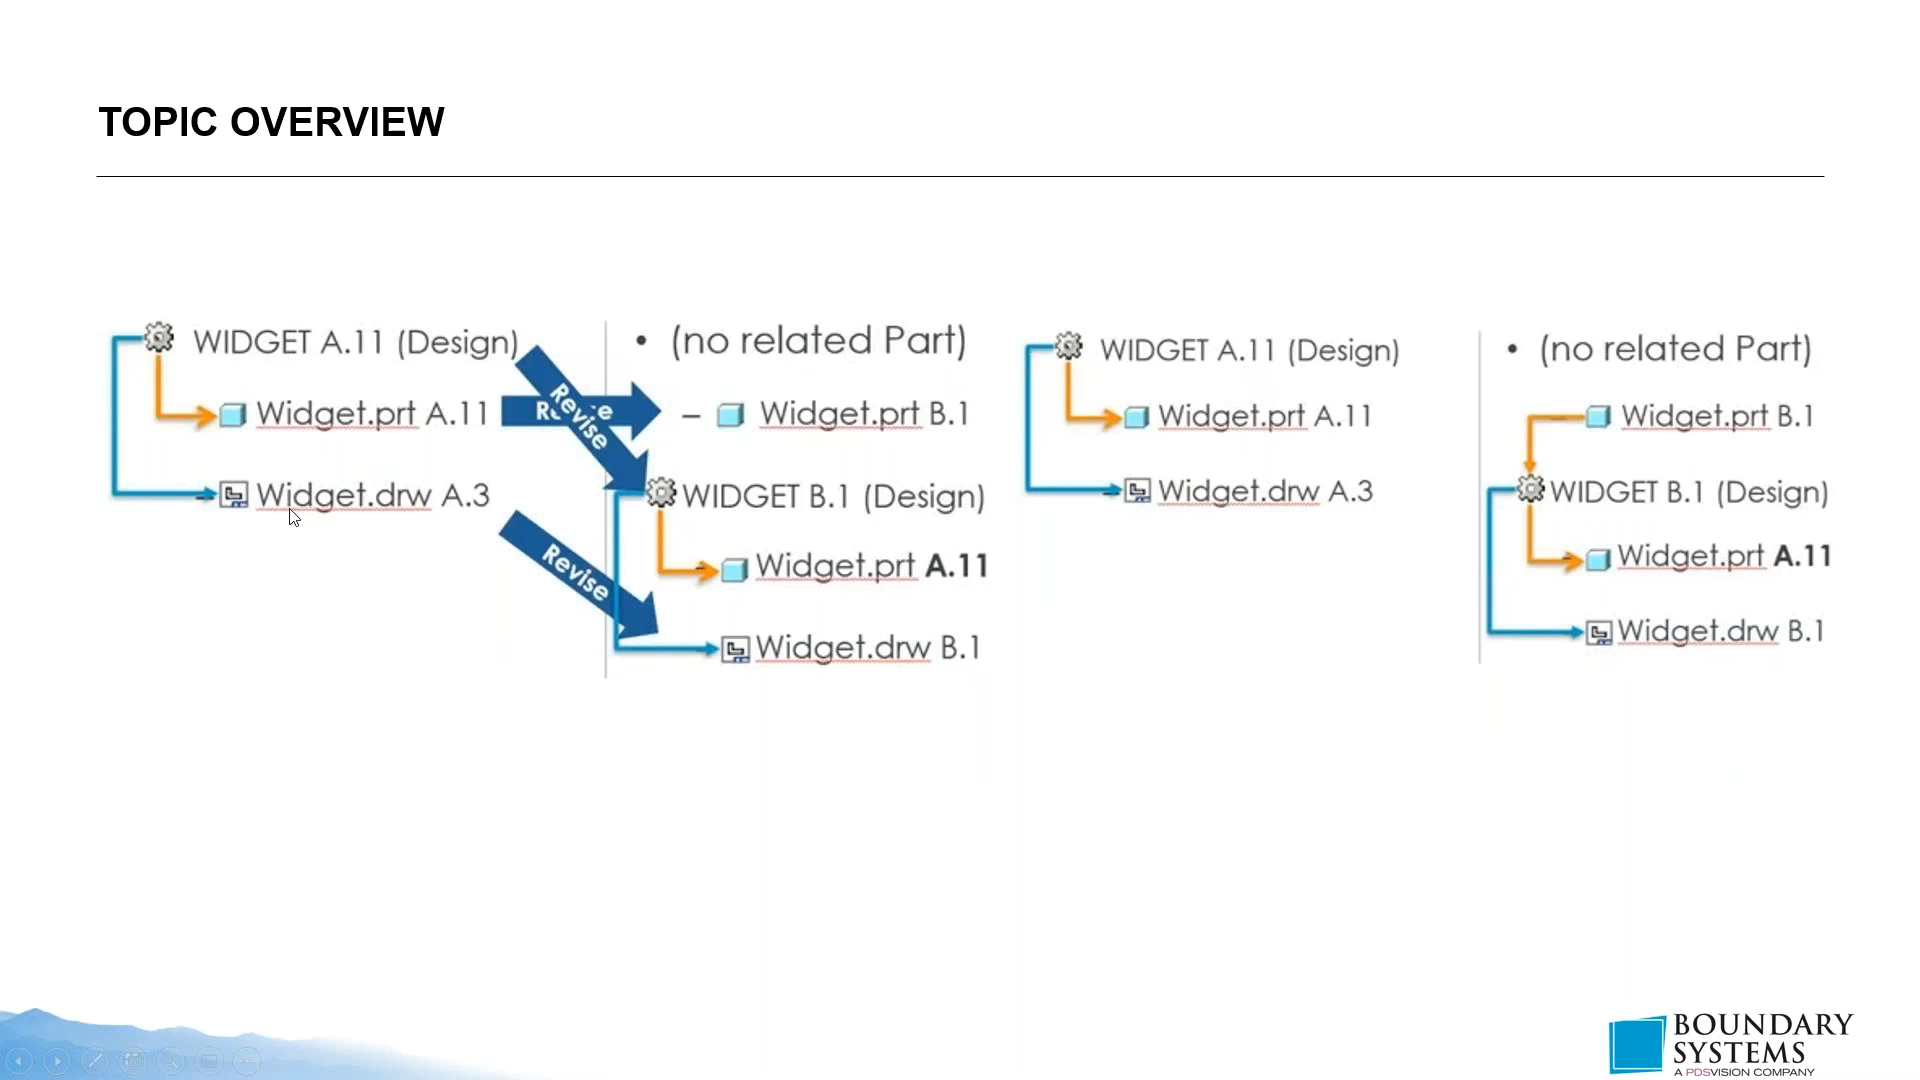 TOPIC OVERVIEW
WIDGET A.11 (Design)
Widget.prt A.11
Widget.drw A.3
Revise
Revise
• (no related Part)
– Widget.prt B.1
WIDGET B.1 (Design)
Widget.prt A.11
Widget.drw B.1
WIDGET A.11 (Design)
Widget.prt A.11
Widget.drw A.3
• (no related Part)
Widget.prt B.1
WIDGET B.1 (Design)
Widget.prt A.11
Widget.drw B.1
BOUNDARY
SYSTEMS
A PDSVISION COMPANY